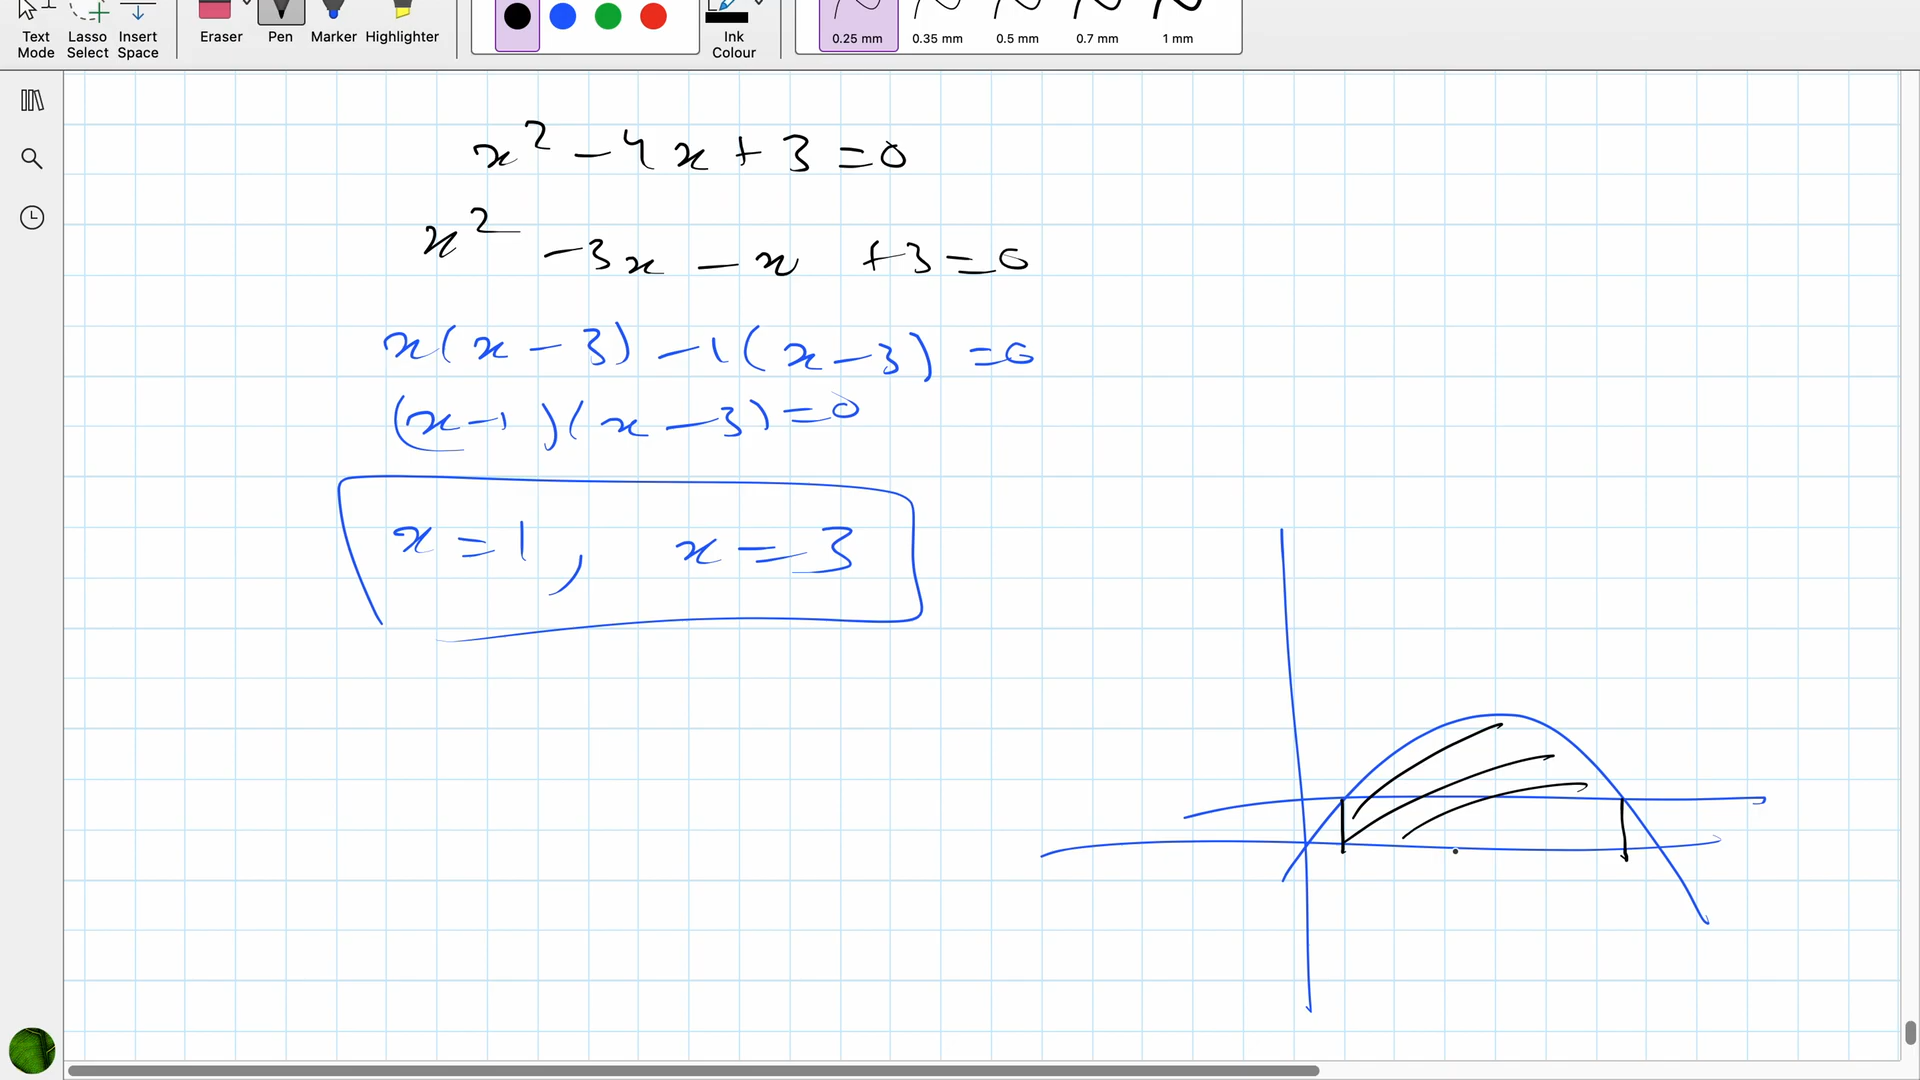 Text Mode
Lasso Select
Insert Space
Eraser
Pen
Marker
Highlighter
Ink Colour
0.25 mm
0.35 mm
0.5 mm
0.7 mm
1 mm
x² - 4x + 3 = 0
x² - 3x - x + 3 = 0
x(x - 3) - 1(x - 3) = 0
(x - 1)(x - 3) = 0
x = 1, x = 3